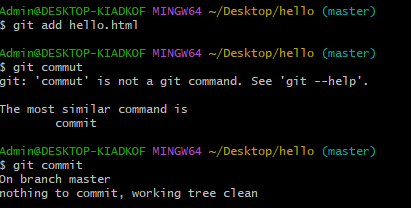 Admin@DESKTOP-KIADKOF MINGW64 ~/Desktop/hello (master)
$ git add hello.html
Admin@DESKTOP-KIADKOF MINGW64 ~/Desktop/hello (master)
$ git commut
git: 'commut' is not a git command. See 'git --help'.
The most similar command is
commit
Admin@DESKTOP-KIADKOF MINGW64 ~/Desktop/hello (master)
$ git commit
On branch master
nothing to commit, working tree clean